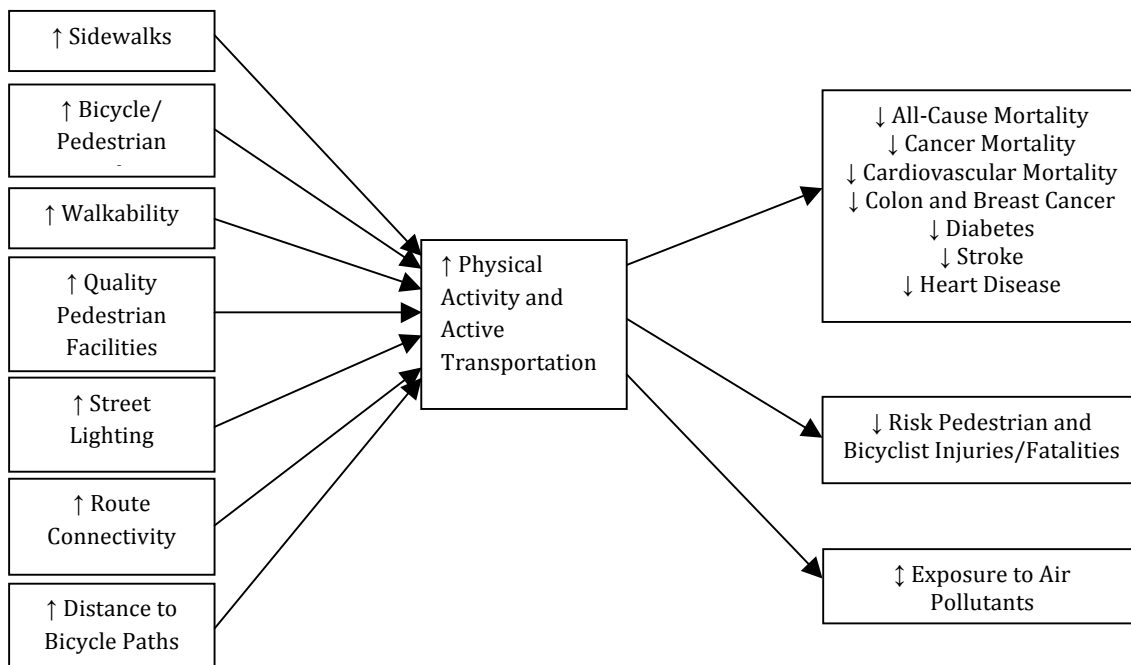 ↑ Sidewalks
↑ Bicycle/
Pedestrian
↑ Walkability
↑ Quality
Pedestrian
Facilities
↑ Street
Lighting
↑ Route
Connectivity
↑ Distance to
Bicycle Paths
↑ Physical
Activity and
Active
Transportation
↓ All-Cause Mortality
↓ Cancer Mortality
↓ Cardiovascular Mortality
↓ Colon and Breast Cancer
↓ Diabetes
↓ Stroke
↓ Heart Disease
↓ Risk Pedestrian and
Bicyclist Injuries/Fatalities
↕ Exposure to Air
Pollutants